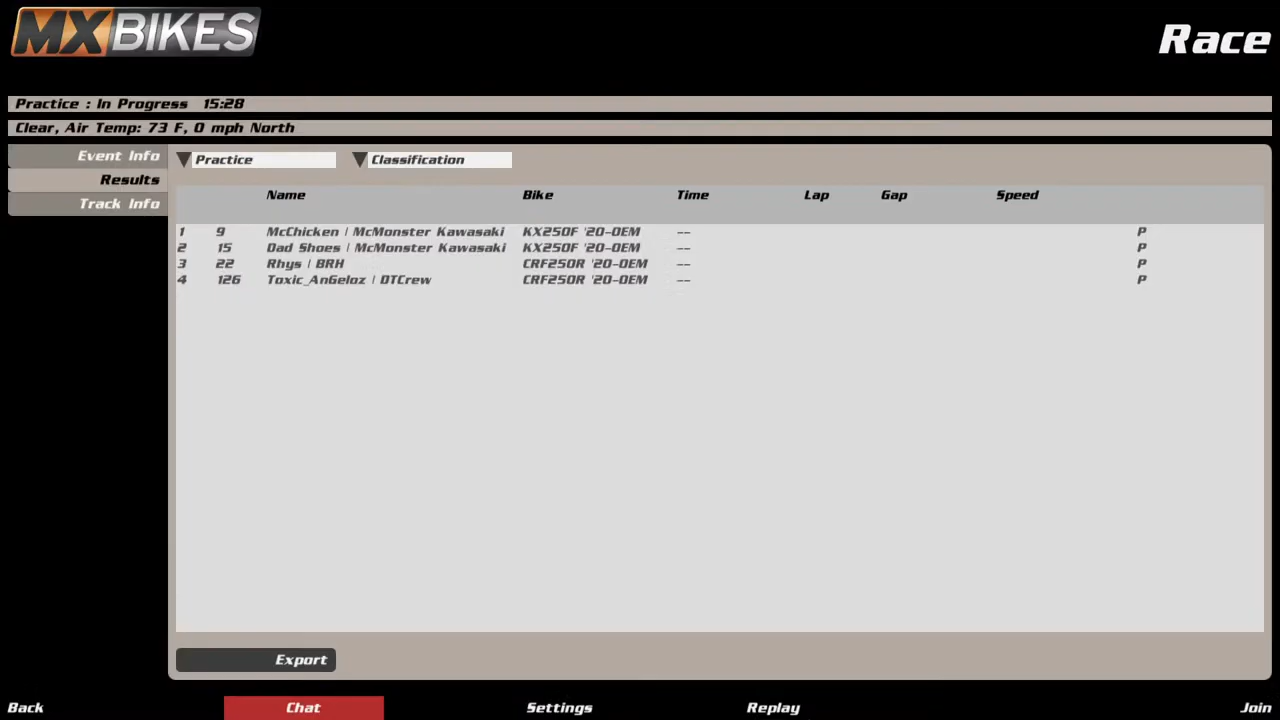 MXBIKES
Race
Practice : In Progress 15:28
Clear, Air Temp: 73 F, 0 mph North
Event Info
Results
Track Info
Practice Classification
Name Bike Time Lap Gap Speed
1 9 McChicken | McMonster Kawasaki KX250F '20-OEM -- P
2 15 Dad Shoes | McMonster Kawasaki KX250F '20-OEM -- P
3 22 Rhys | BRH CRF250R '20-OEM -- P
4 126 Toxic_AnGeloz | DTCrew CRF250R '20-OEM -- P
Export
Back Chat Settings Replay Join